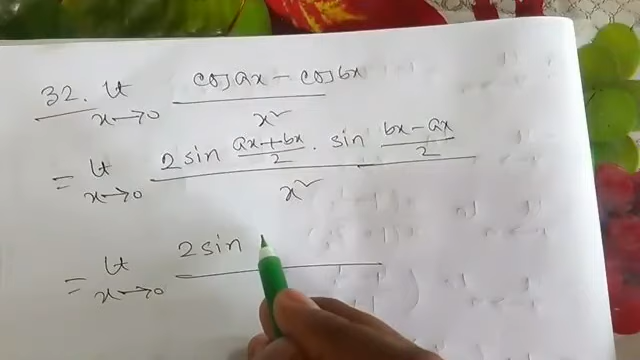 32. lt x→0 (cos ax – cos bx)/x²
= lt x→0 (2 sin (ax+bx)/2 . sin (bx–ax)/2)/x²
= lt x→0 2 sin